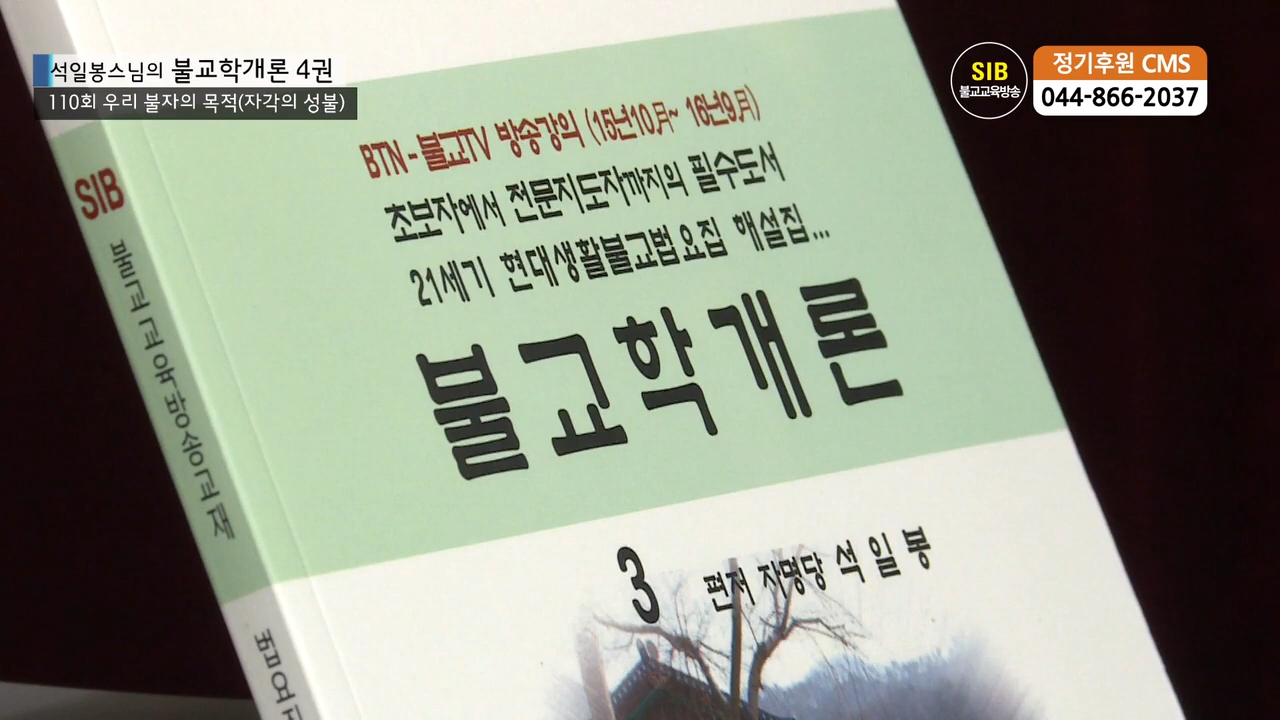 석일봉스님의 불교학개론 4권
110회 우리 불자의 목적(자각의 성불)
SIB
불교교육방송
정기후원 CMS
044-866-2037
BTN - 불교TV 방송강의 (15년10月~ 16년9月)
초보자에서 전문지도자까지의 필수도서
21세기 현대생활불교법요집 해설집...
불교학개론
3 편저 자명당 석일봉
SIB
불교교육방송교재